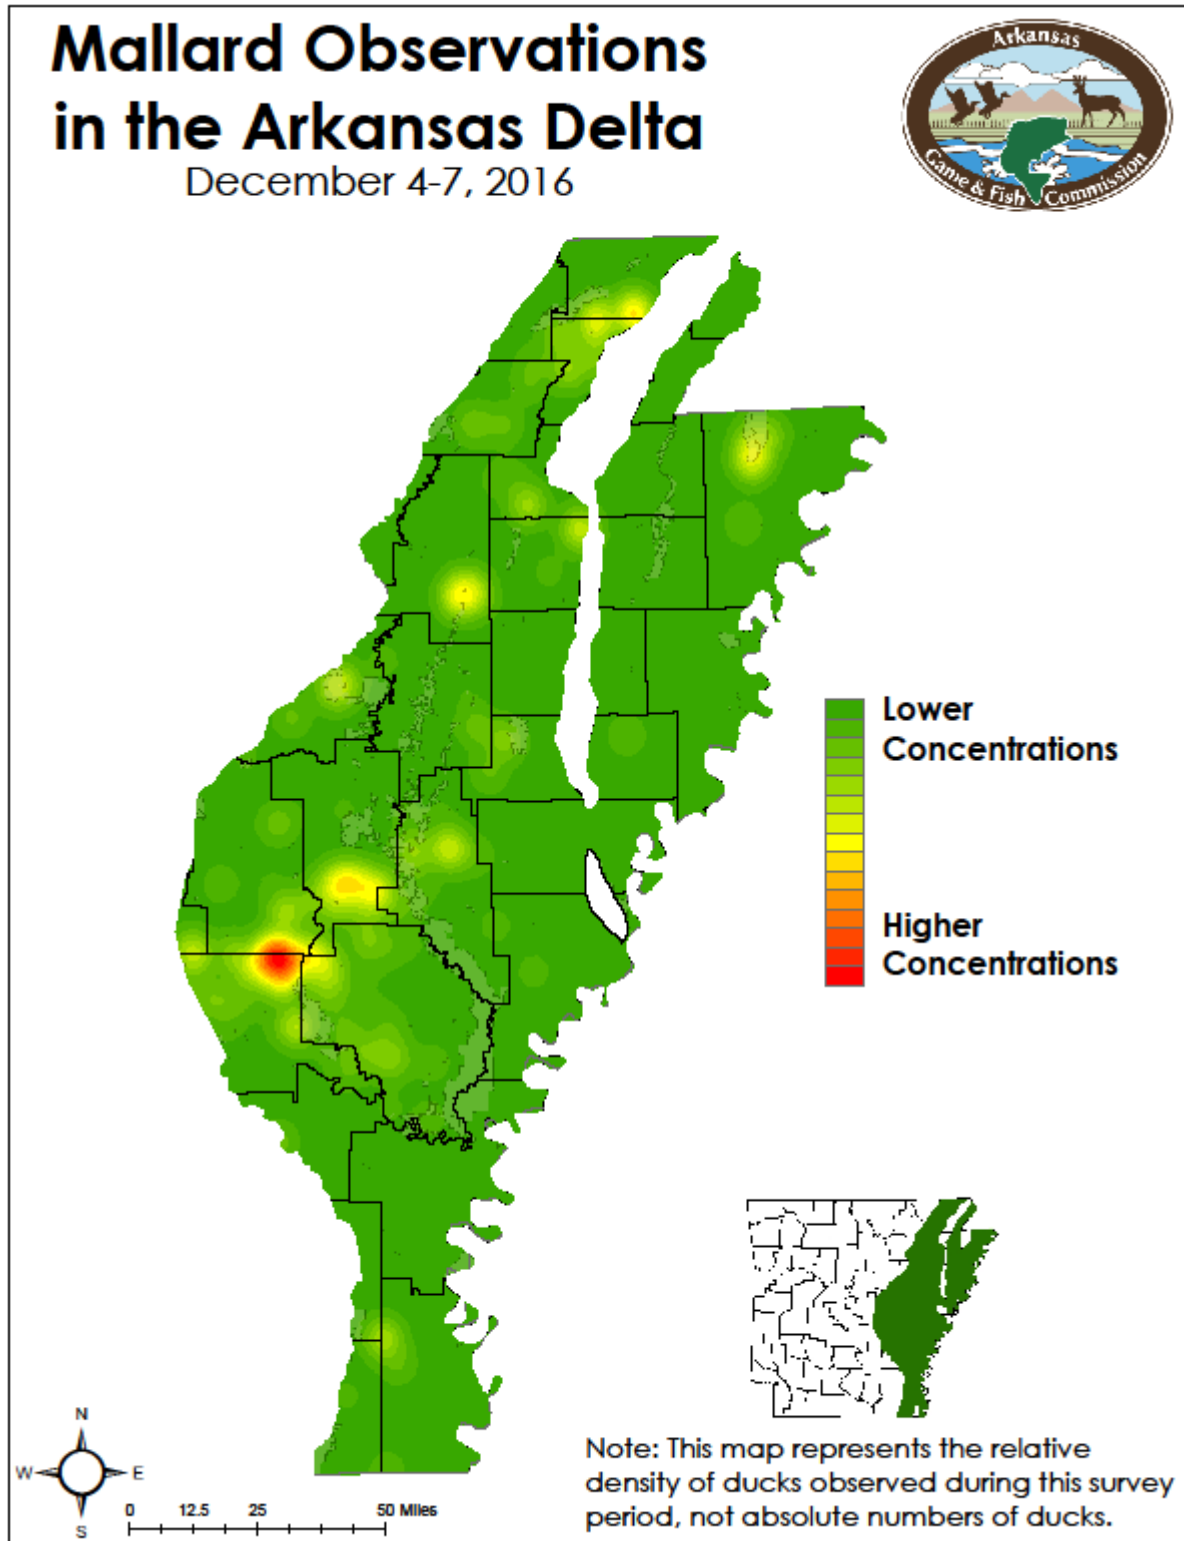 Mallard Observations
in the Arkansas Delta
December 4-7, 2016
Arkansas
Game & Fish Commission
Lower
Concentrations
Higher
Concentrations
N
W E
S
0 12.5 25 50 Miles
Note: This map represents the relative
density of ducks observed during this survey
period, not absolute numbers of ducks.